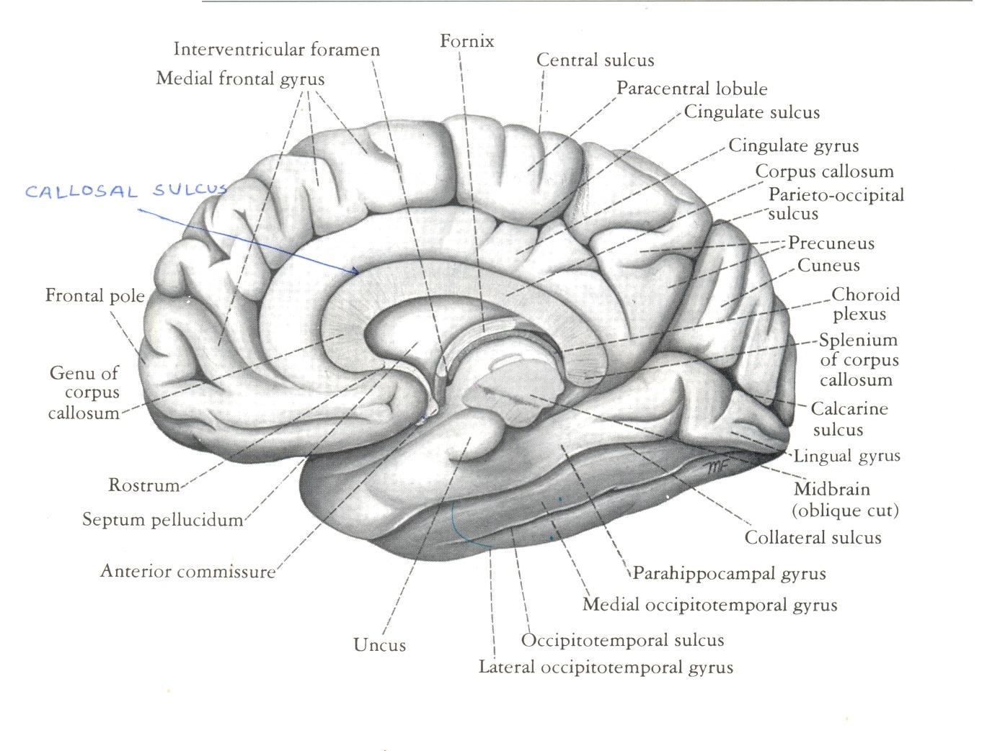 Interventricular foramen
Medial frontal gyrus
Fornix
Central sulcus
Paracentral lobule
Cingulate sulcus
Cingulate gyrus
Corpus callosum
Parieto-occipital
sulcus
Precuneus
Cuneus
Choroid
plexus
Splenium
of corpus
callosum
Calcarine
sulcus
Lingual gyrus
Midbrain
(oblique cut)
Collateral sulcus
Parahippocampal gyrus
Medial occipitotemporal gyrus
Occipitotemporal sulcus
Lateral occipitotemporal gyrus
CALLOSAL SULCUS
Frontal pole
Genu of
corpus
callosum
Rostrum
Septum pellucidum
Anterior commissure
Uncus
MF